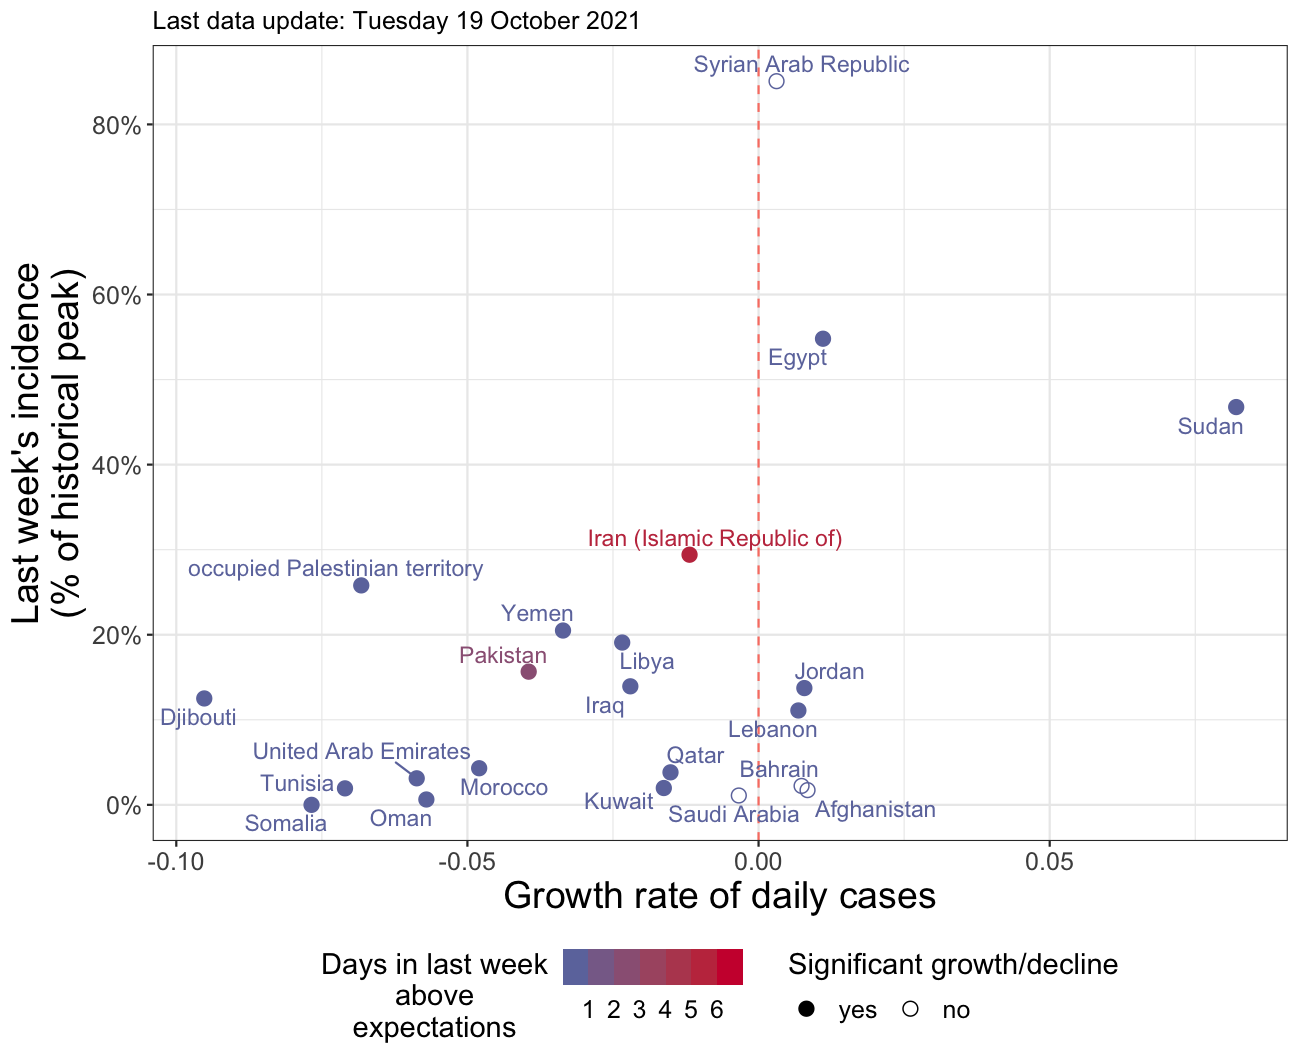 Last data update: Tuesday 19 October 2021
Last week's incidence
(% of historical peak)
80%
60%
40%
20%
0%
Syrian Arab Republic
Egypt
Sudan
Iran (Islamic Republic of)
occupied Palestinian territory
Yemen
Libya
Pakistan
Jordan
Iraq
Djibouti
Lebanon
United Arab Emirates
Qatar
Bahrain
Tunisia
Morocco
Kuwait
Saudi Arabia
Afghanistan
Somalia
Oman
-0.10
-0.05
0.00
0.05
Growth rate of daily cases
Days in last week
above
expectations
1 2 3 4 5 6
Significant growth/decline
yes
no